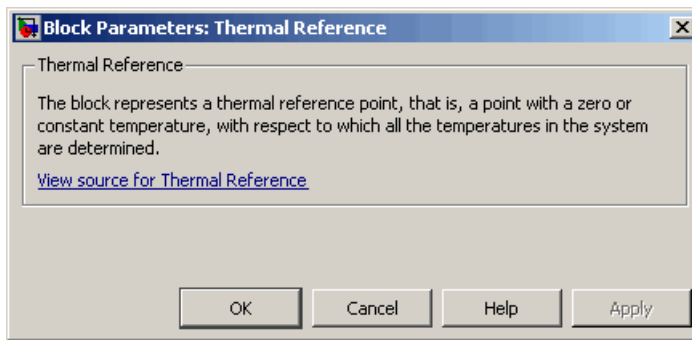 Block Parameters: Thermal Reference
Thermal Reference
The block represents a thermal reference point, that is, a point with a zero or
constant temperature, with respect to which all the temperatures in the system
are determined.
View source for Thermal Reference
OK Cancel Help Apply